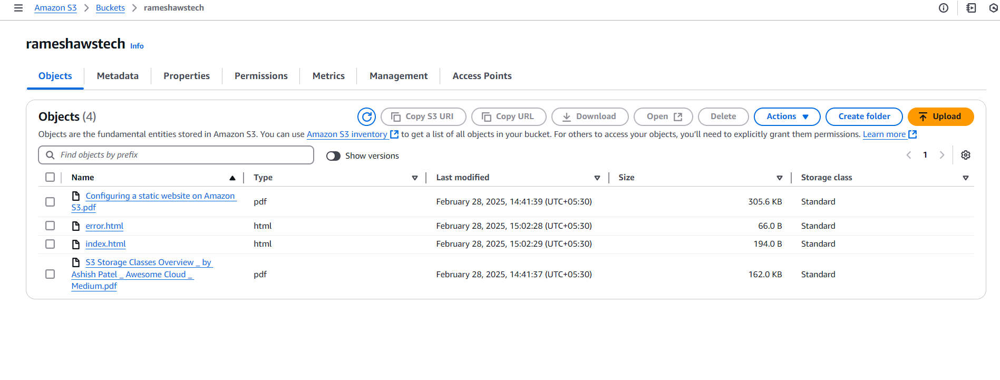 Amazon S3 > Buckets > rameshawstech
rameshawstech Info
Objects Metadata Properties Permissions Metrics Management Access Points
Objects (4) Copy S3 URI Copy URL Download Open Delete Actions Create folder Upload
Objects are the fundamental entities stored in Amazon S3. You can use Amazon S3 inventory to get a list of all objects in your bucket. For others to access your objects, you'll need to explicitly grant them permissions. Learn more
Find objects by prefix Show versions 1
Name Type Last modified Size Storage class
Configuring a static website on Amazon
S3.pdf pdf February 28, 2025, 14:41:39 (UTC+05:30) 305.6 KB Standard
error.html html February 28, 2025, 15:02:28 (UTC+05:30) 66.0 B Standard
index.html html February 28, 2025, 15:02:29 (UTC+05:30) 194.0 B Standard
S3 Storage Classes Overview _ by
Ashish Patel _ Awesome Cloud _ pdf February 28, 2025, 14:41:37 (UTC+05:30) 162.0 KB Standard
Medium.pdf